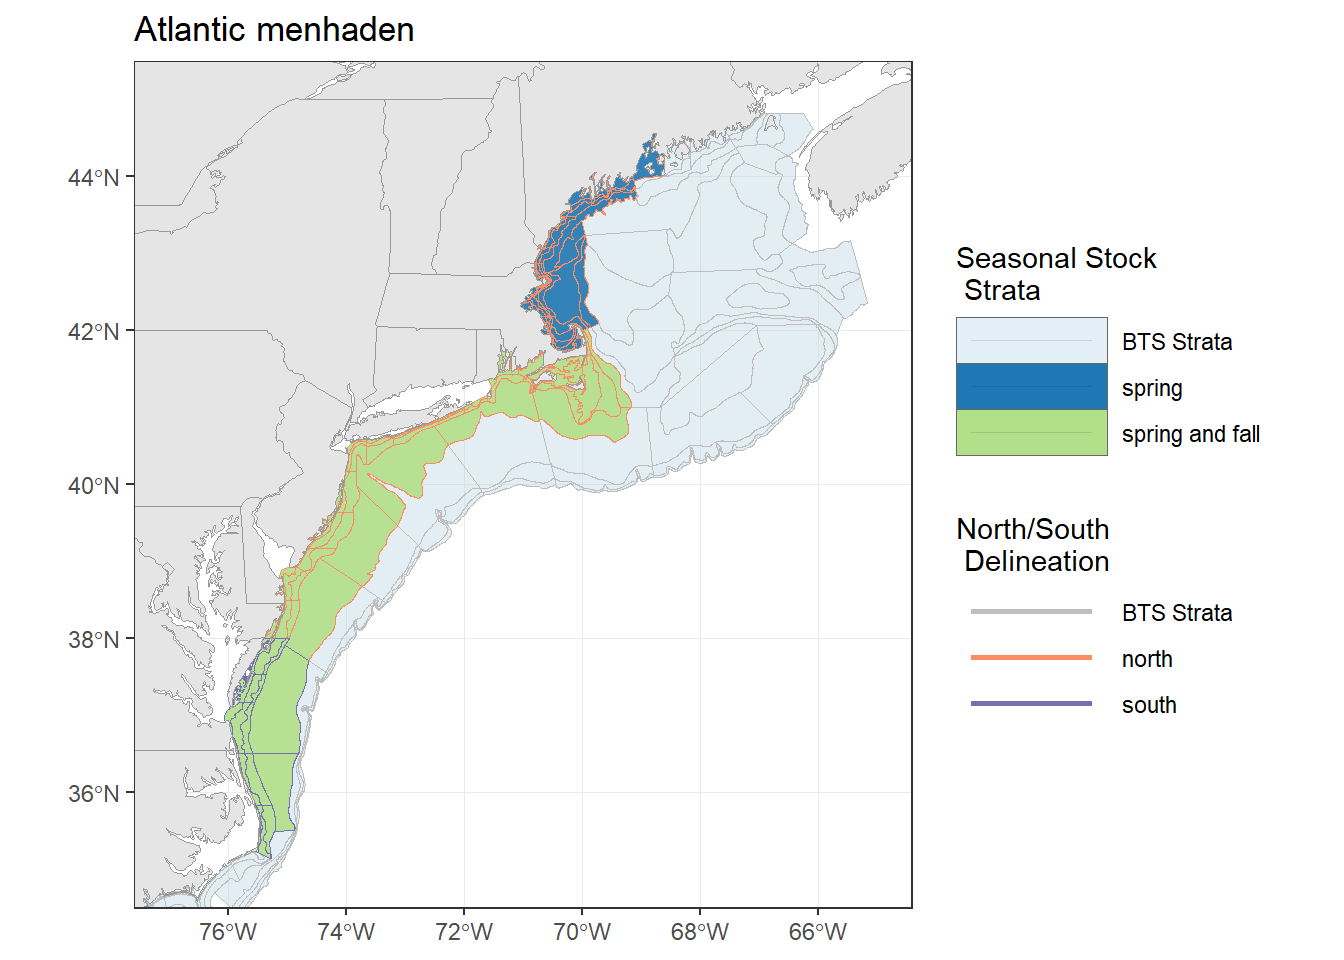 Atlantic menhaden
44°N
42°N
40°N
38°N
36°N
76°W
74°W
72°W
70°W
68°W
66°W
Seasonal Stock
Strata
BTS Strata
spring
spring and fall
North/South
Delineation
BTS Strata
north
south